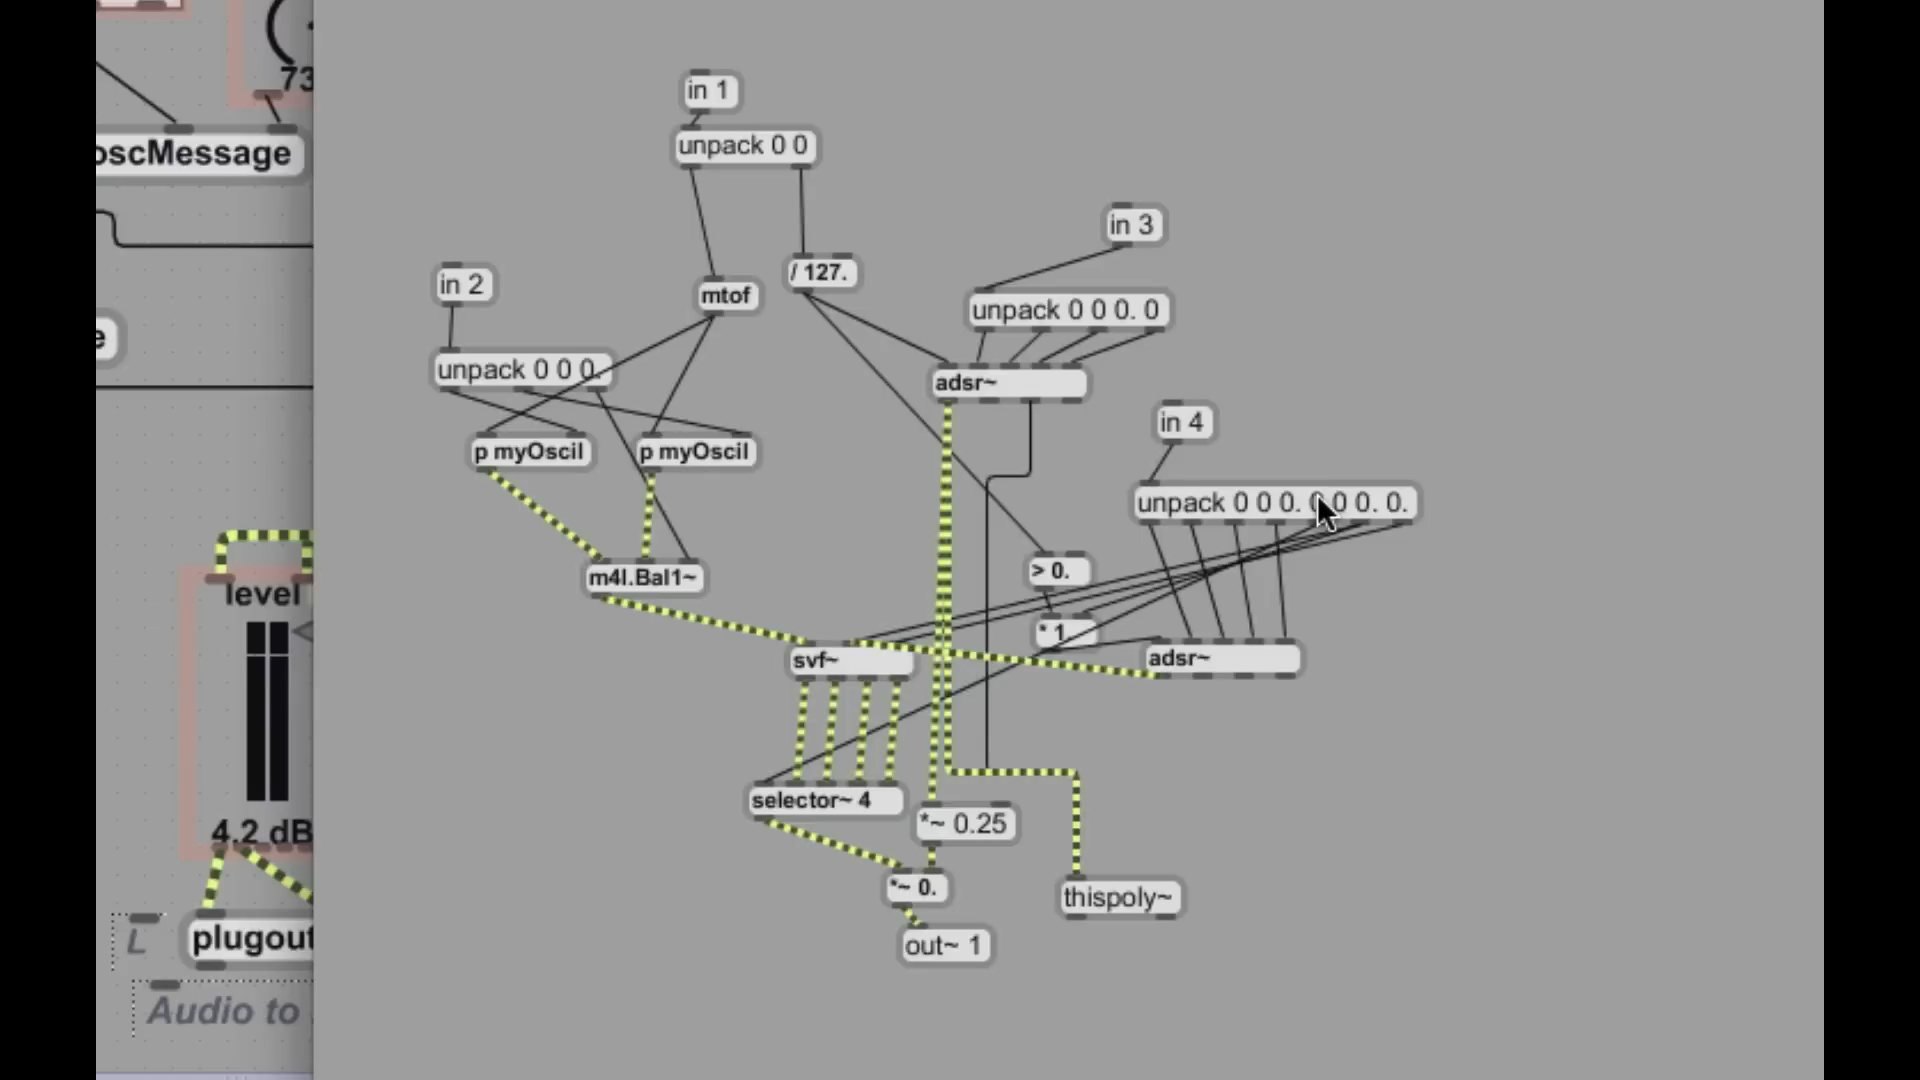 73
oscMessage
e
level
4.2 dB
plugout
L
Audio to
in 1
unpack 0 0
in 3
/ 127.
in 2
mtof
unpack 0 0 0. 0
unpack 0 0 0.
adsr~
in 4
p myOscil
p myOscil
unpack 0 0 0. 0 0 0. 0.
> 0.
m4l.Bal1~
* 1
svf~
adsr~
selector~ 4
*~ 0.25
*~ 0.
thispoly~
out~ 1